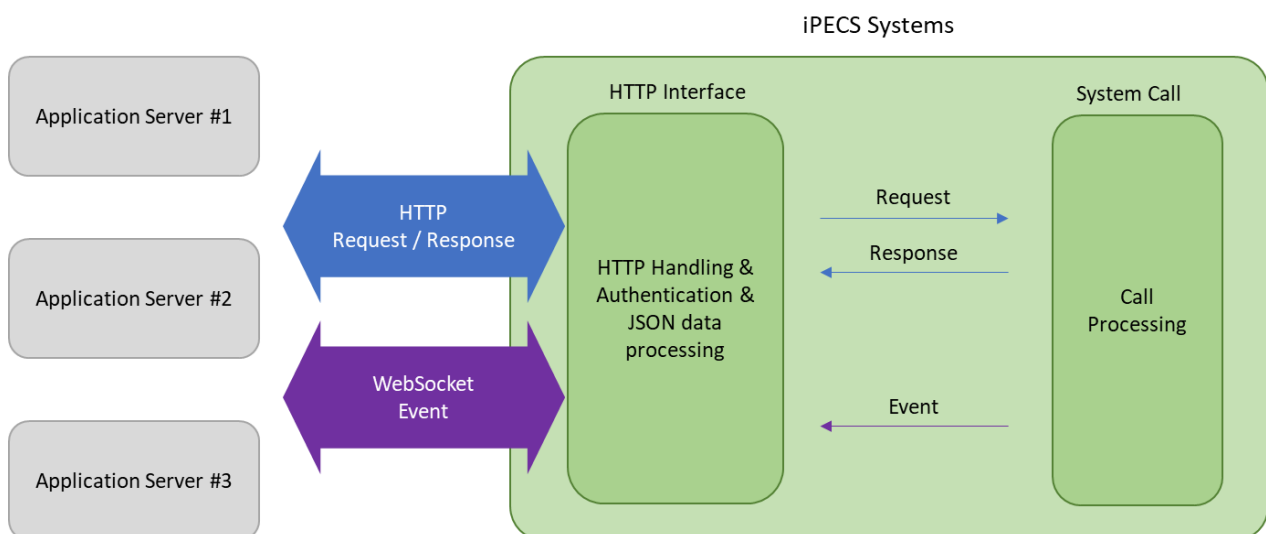 iPECS Systems
Application Server #1
HTTP Interface
System Call
HTTP
Request / Response
Request
Response
Application Server #2
HTTP Handling &
Authentication &
JSON data
processing
Call
Processing
WebSocket
Event
Event
Application Server #3